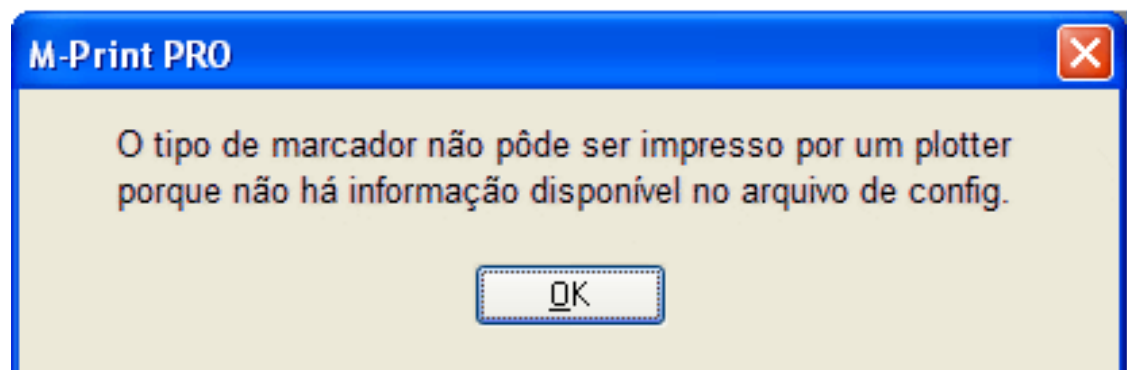 M-Print PRO
O tipo de marcador não pôde ser impresso por um plotter
porque não há informação disponível no arquivo de config.
OK